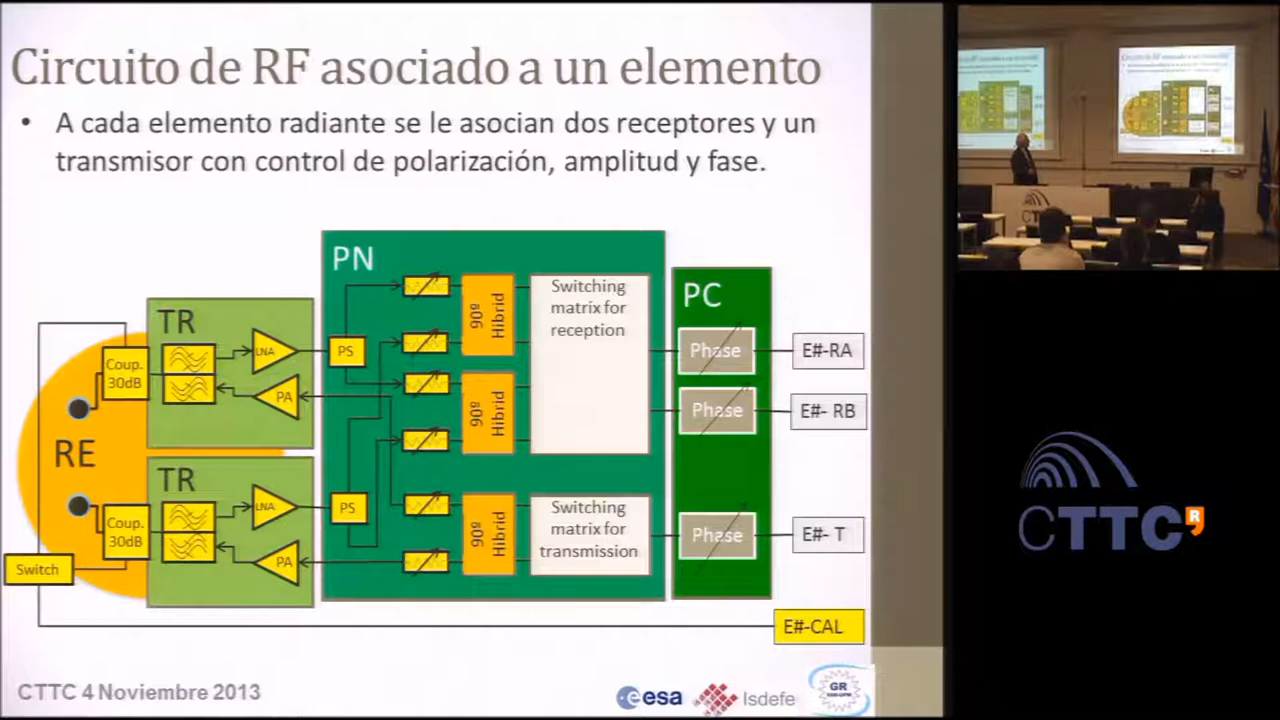 Circuito de RF asociado a un elemento
• A cada elemento radiante se le asocian dos receptores y un
transmisor con control de polarización, amplitud y fase.
PN
PC
TR
Coup.
30dB
LNA
PA
PS
90º
Hibrid
90º
Hibrid
Switching
matrix for
reception
Phase
E#-RA
Phase
E#- RB
RE
TR
Coup.
30dB
LNA
PA
PS
90º
Hibrid
Switching
matrix for
transmission
Phase
E#- T
Switch
E#-CAL
CTTC 4 Noviembre 2013
esa
Isdefe
GR
CTTC
R